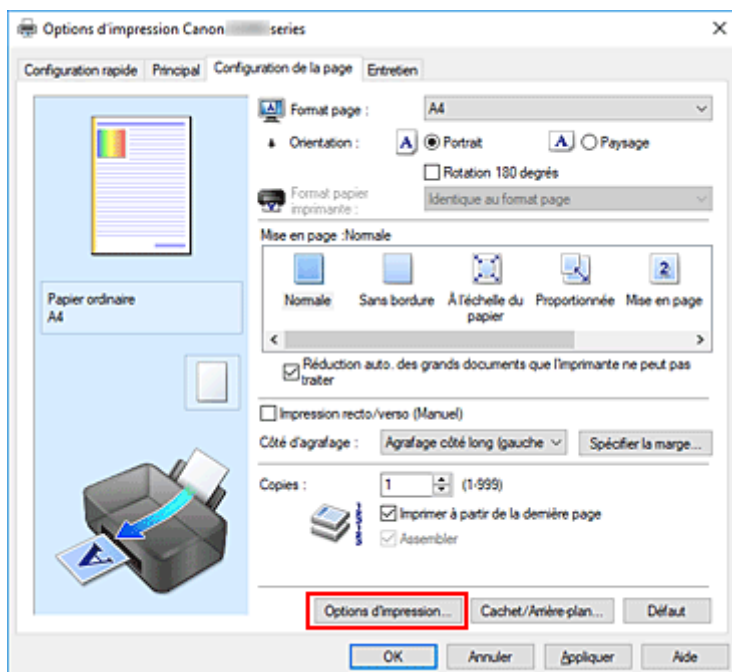 Options d'impression Canon series
Configuration rapide Principal Configuration de la page Entretien
Format page : A4
Orientation : A Portrait A Paysage
Rotation 180 degrés
Format papier imprimante : Identique au format page
Mise en page :Normale
2
Normale Sans bordure À l'échelle du papier Proportionnée Mise en page
Réduction auto. des grands documents que l'imprimante ne peut pas
traiter
Papier ordinaire
A4
Impression recto/verso (Manuel)
Côté d'agrafage : Agrafage côté long (gauche Spécifier la marge...
Copies : 1 (1-999)
Imprimer à partir de la dernière page
Assembler
A
Options d'impression... Cachet/Arrière-plan... Défaut
OK Annuler Appliquer Aide